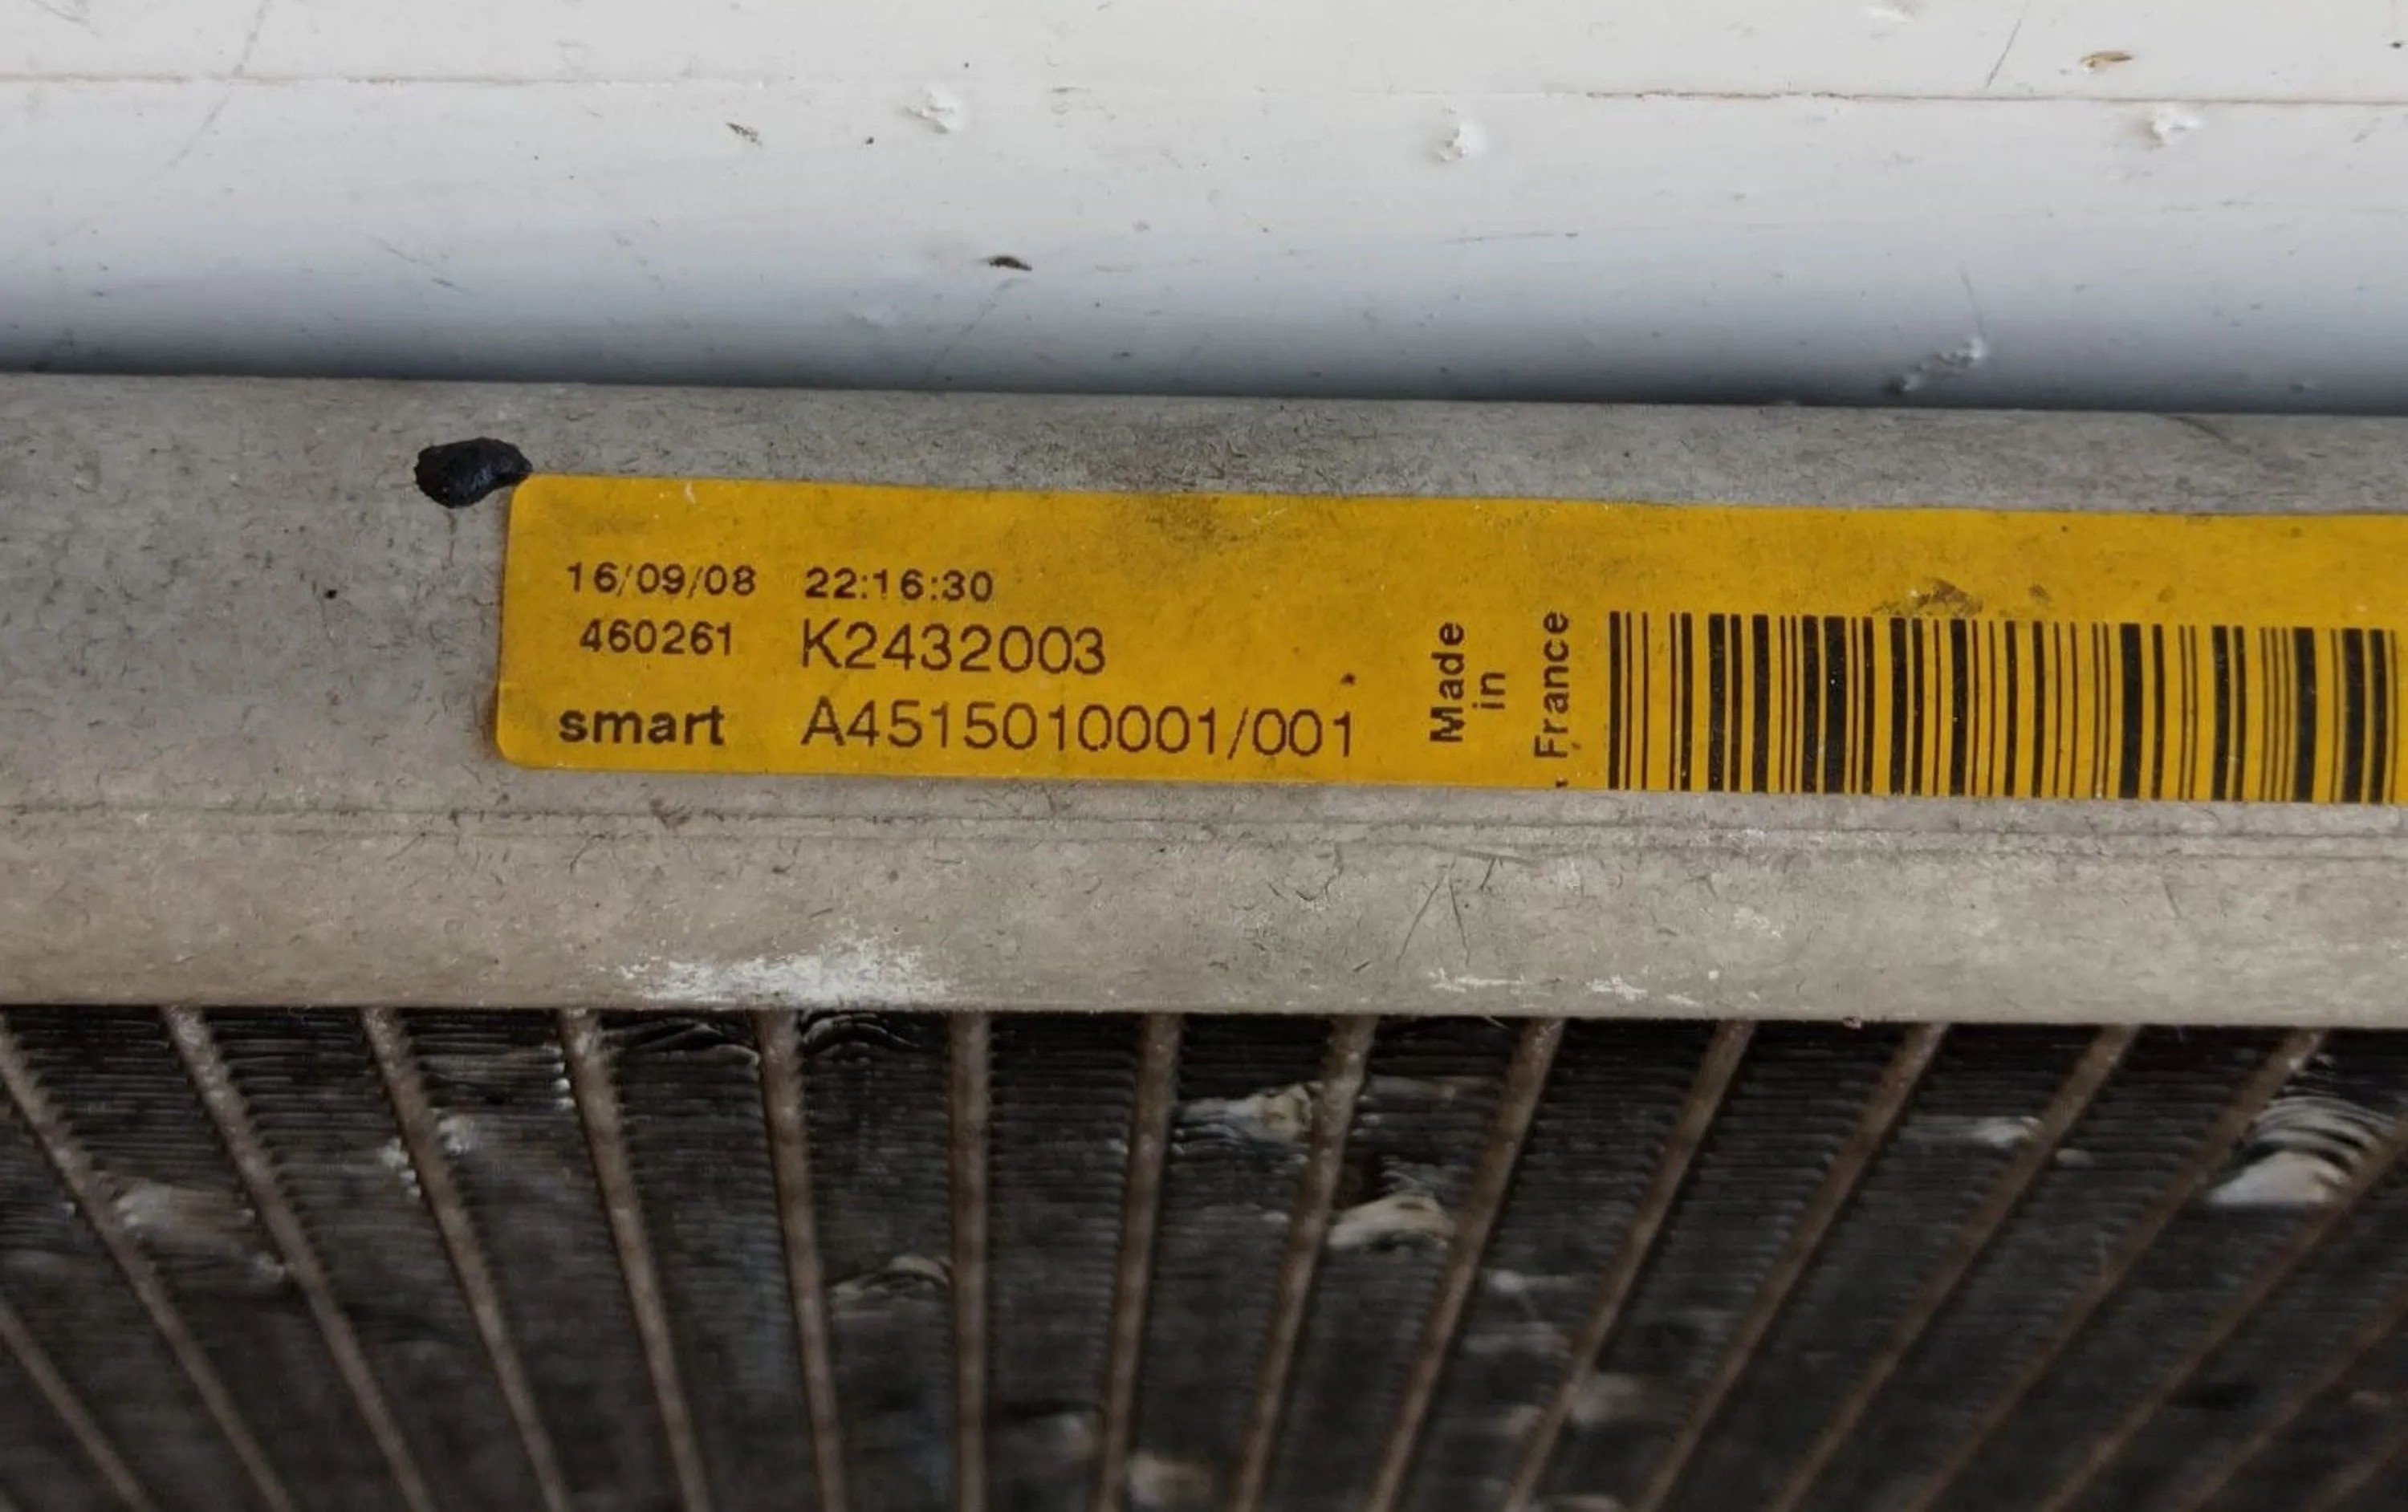 16/09/08 22:16:30
460261 K2432003
smart A4515010001/001
Made
in
France